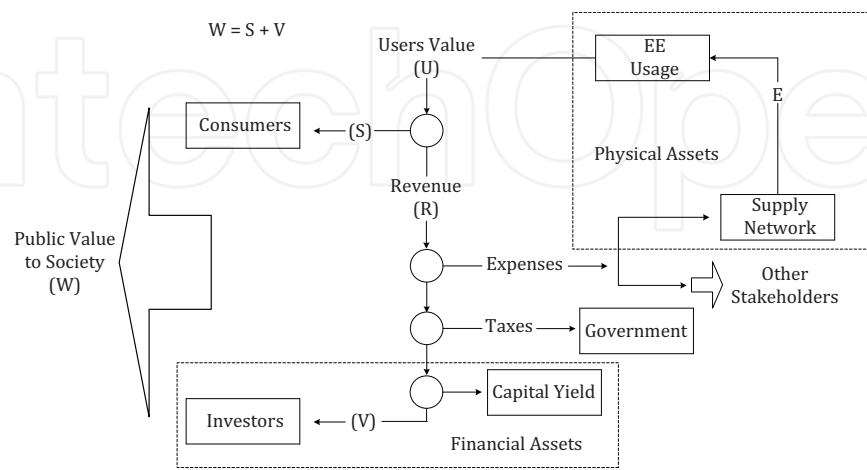 W = S + V
Users Value
(U)
EE
Usage
E
Consumers
(S)
Physical Assets
Revenue
(R)
Supply
Network
Public Value
to Society
(W)
Expenses
Other
Stakeholders
Taxes
Government
Capital Yield
Investors
(V)
Financial Assets
ntechOpe